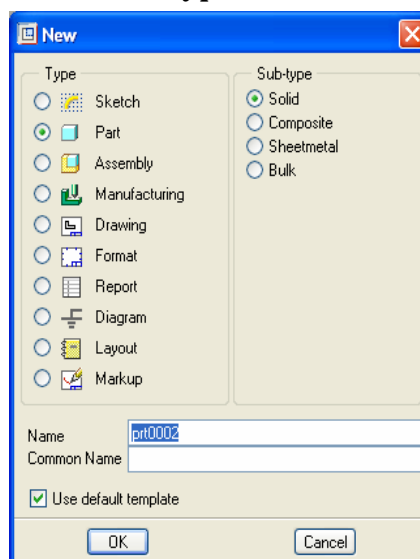 New
Type
Sketch
Part
Assembly
Manufacturing
Drawing
Format
Report
Diagram
Layout
Markup
Sub-type
Solid
Composite
Sheetmetal
Bulk
Name prt0002
Common Name
Use default template
OK Cancel